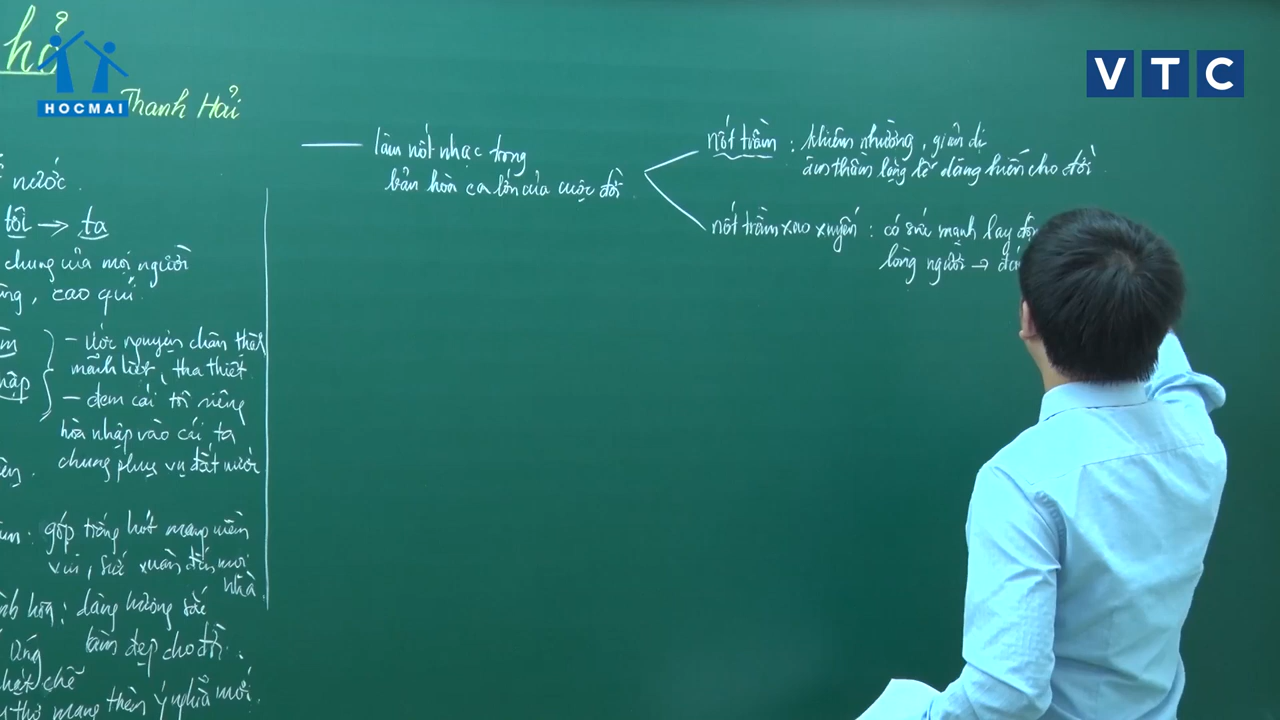 hỏ
HOCMAI
Thanh Hải
VTC
nước.
tôi → ta
chung của mọi người
cao quí.
- ước nguyện chân thật
mãnh liệt, tha thiết.
- đem cái tôi riêng
hòa nhập vào cái ta
chung phục vụ đất nước
góp tiếng hót mang niềm
vui, sức xuân đến mọi
nhà.
dâng hương sắc
làm đẹp cho đời.
ứng
mang thêm ý nghĩa mới.
làm nốt nhạc trong
bản hòa ca lớn của cuộc đời.
nốt trầm : khiêm nhường, giản dị
âm thầm lặng lẽ dâng hiến cho đời.
nốt trầm xao xuyến : có sức mạnh lay
lòng người →